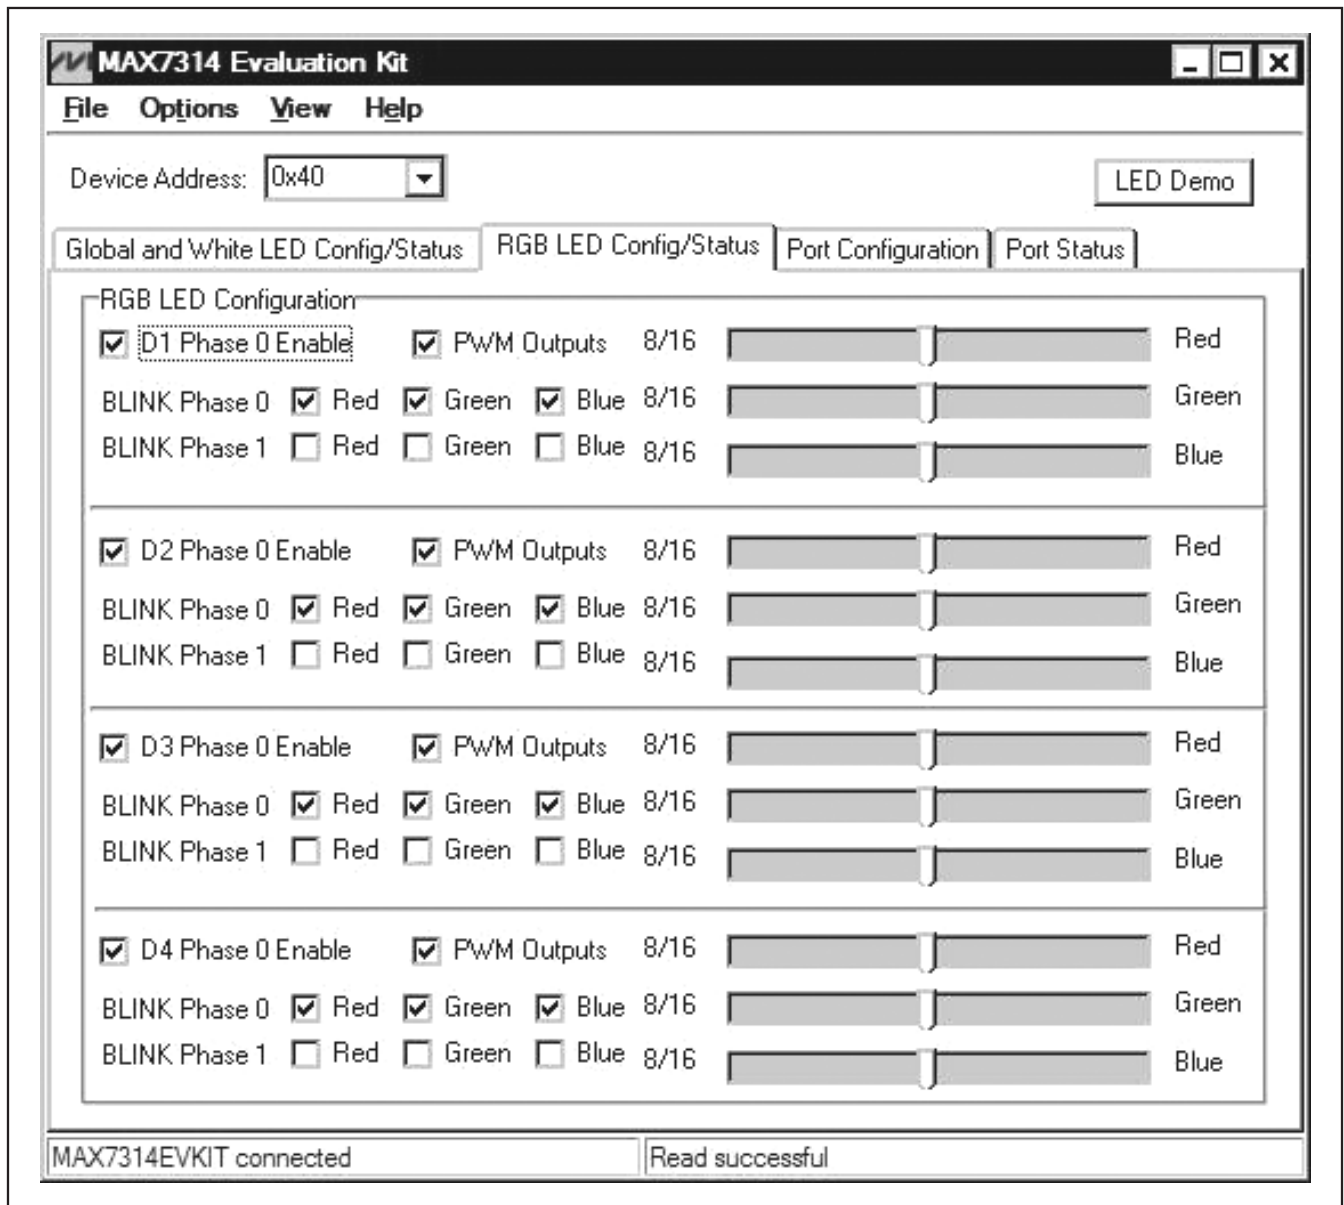 MAX7314 Evaluation Kit
File Options View Help
Device Address: 0x40 LED Demo
Global and White LED Config/Status RGB LED Config/Status Port Configuration Port Status
RGB LED Configuration
D1 Phase 0 Enable PWM Outputs 8/16 Red
BLINK Phase 0 Red Green Blue 8/16 Green
BLINK Phase 1 Red Green Blue 8/16 Blue
D2 Phase 0 Enable PWM Outputs 8/16 Red
BLINK Phase 0 Red Green Blue 8/16 Green
BLINK Phase 1 Red Green Blue 8/16 Blue
D3 Phase 0 Enable PWM Outputs 8/16 Red
BLINK Phase 0 Red Green Blue 8/16 Green
BLINK Phase 1 Red Green Blue 8/16 Blue
D4 Phase 0 Enable PWM Outputs 8/16 Red
BLINK Phase 0 Red Green Blue 8/16 Green
BLINK Phase 1 Red Green Blue 8/16 Blue
MAX7314EVKIT connected Read successful